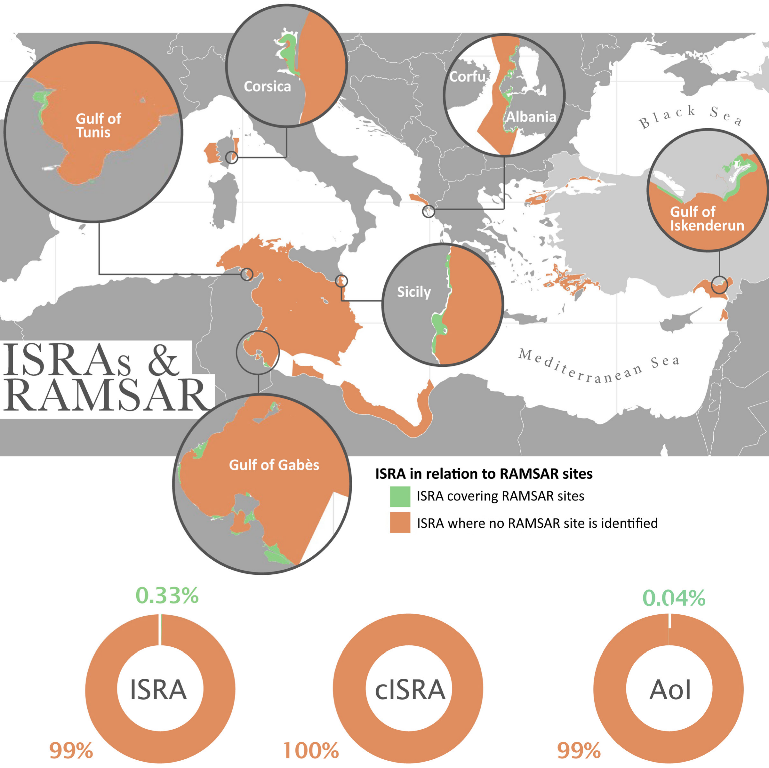 Corsica
Corfu
Albania
Gulf of
Tunis
Black Sea
Gulf of
Iskenderun
Sicily
Mediterranean Sea
ISRAs &
RAMSAR
Gulf of Gabès
ISRA in relation to RAMSAR sites
ISRA covering RAMSAR sites
ISRA where no RAMSAR site is identified
0.33%
ISRA
99%
cISRA
100%
0.04%
AoI
99%